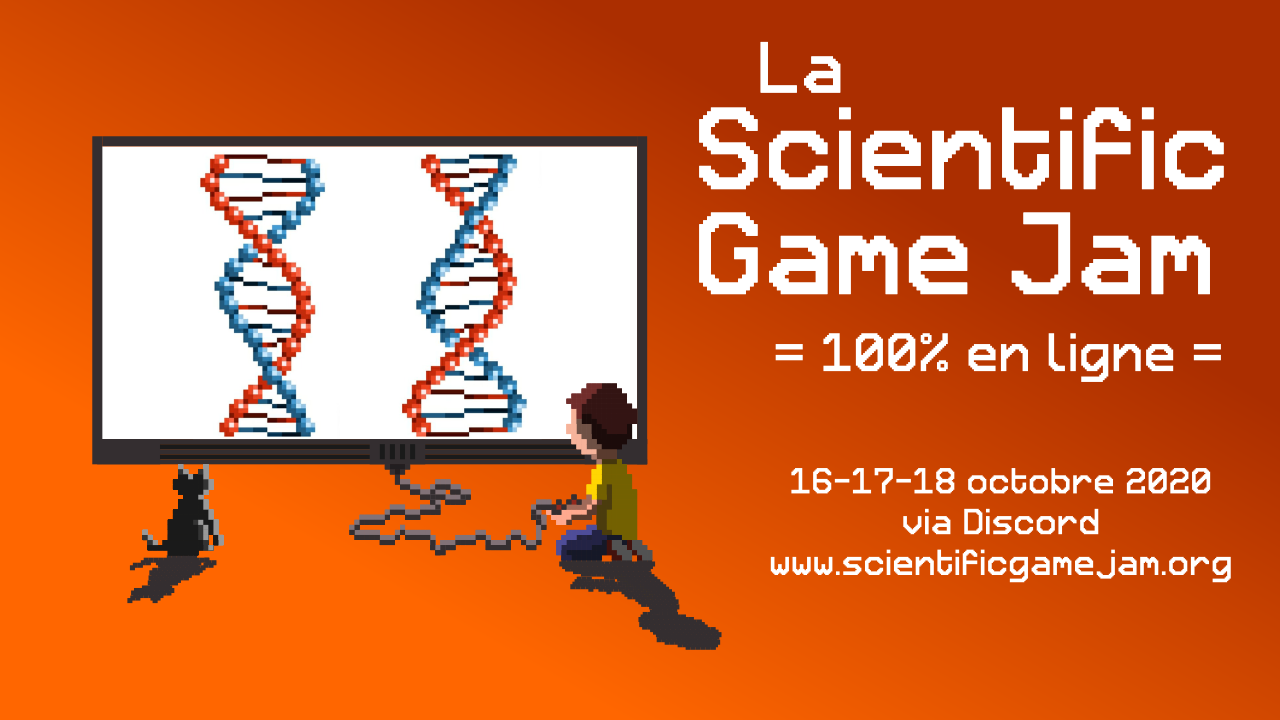 La
Scientific
Game Jam
= 100% en ligne =
16-17-18 octobre 2020
via Discord
www.scientificgamejam.org